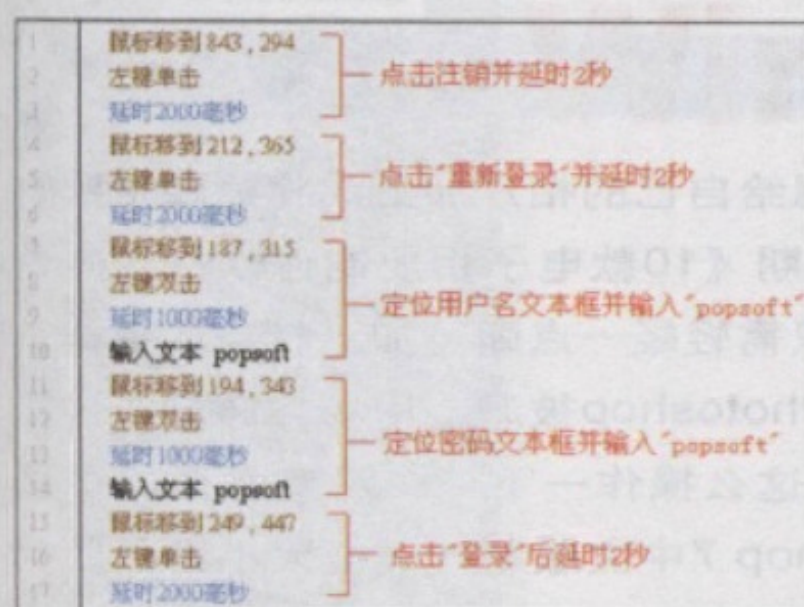 1 鼠标移到 843 , 294
2 左键单击
点击注销并延时2秒
3 延时2000毫秒
4 鼠标移到 212 , 365
5 左键单击
点击"重新登录"并延时2秒
6 延时2000毫秒
7 鼠标移到 187 , 315
8 左键双击
定位用户名文本框并输入"popsoft"
9 延时1000毫秒
10 输入文本 popsoft
11 鼠标移到 194 , 343
12 左键双击
定位密码文本框并输入"popsoft"
13 延时1000毫秒
14 输入文本 popsoft
15 鼠标移到 249 , 447
16 左键单击
点击"登录"后延时2秒
17 延时2000毫秒